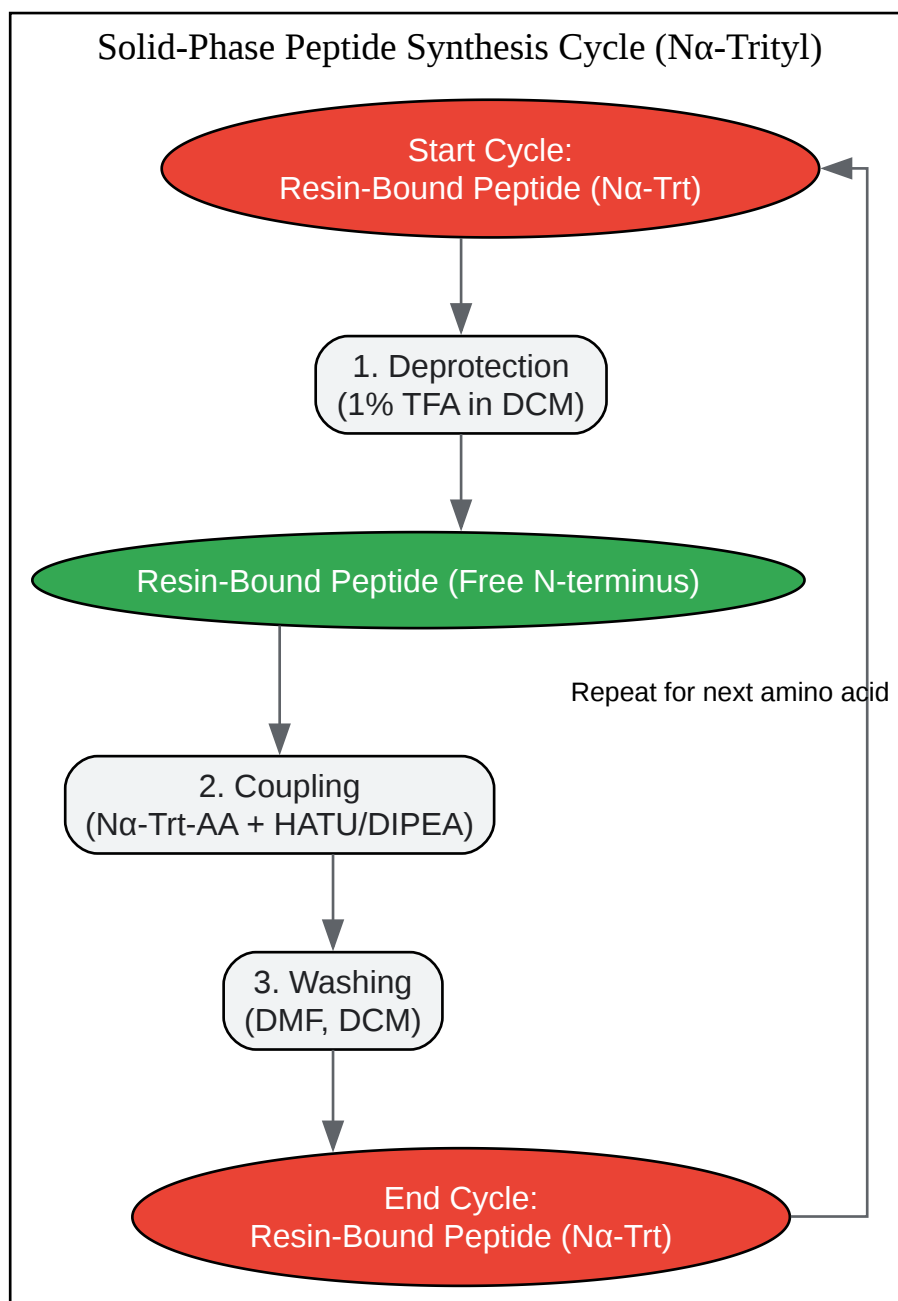 Solid-Phase Peptide Synthesis Cycle (Nα-Trityl)
Start Cycle:
Resin-Bound Peptide (Nα-Trt)
1. Deprotection
(1% TFA in DCM)
Resin-Bound Peptide (Free N-terminus)
Repeat for next amino acid
2. Coupling
(Nα-Trt-AA + HATU/DIPEA)
3. Washing
(DMF, DCM)
End Cycle:
Resin-Bound Peptide (Nα-Trt)